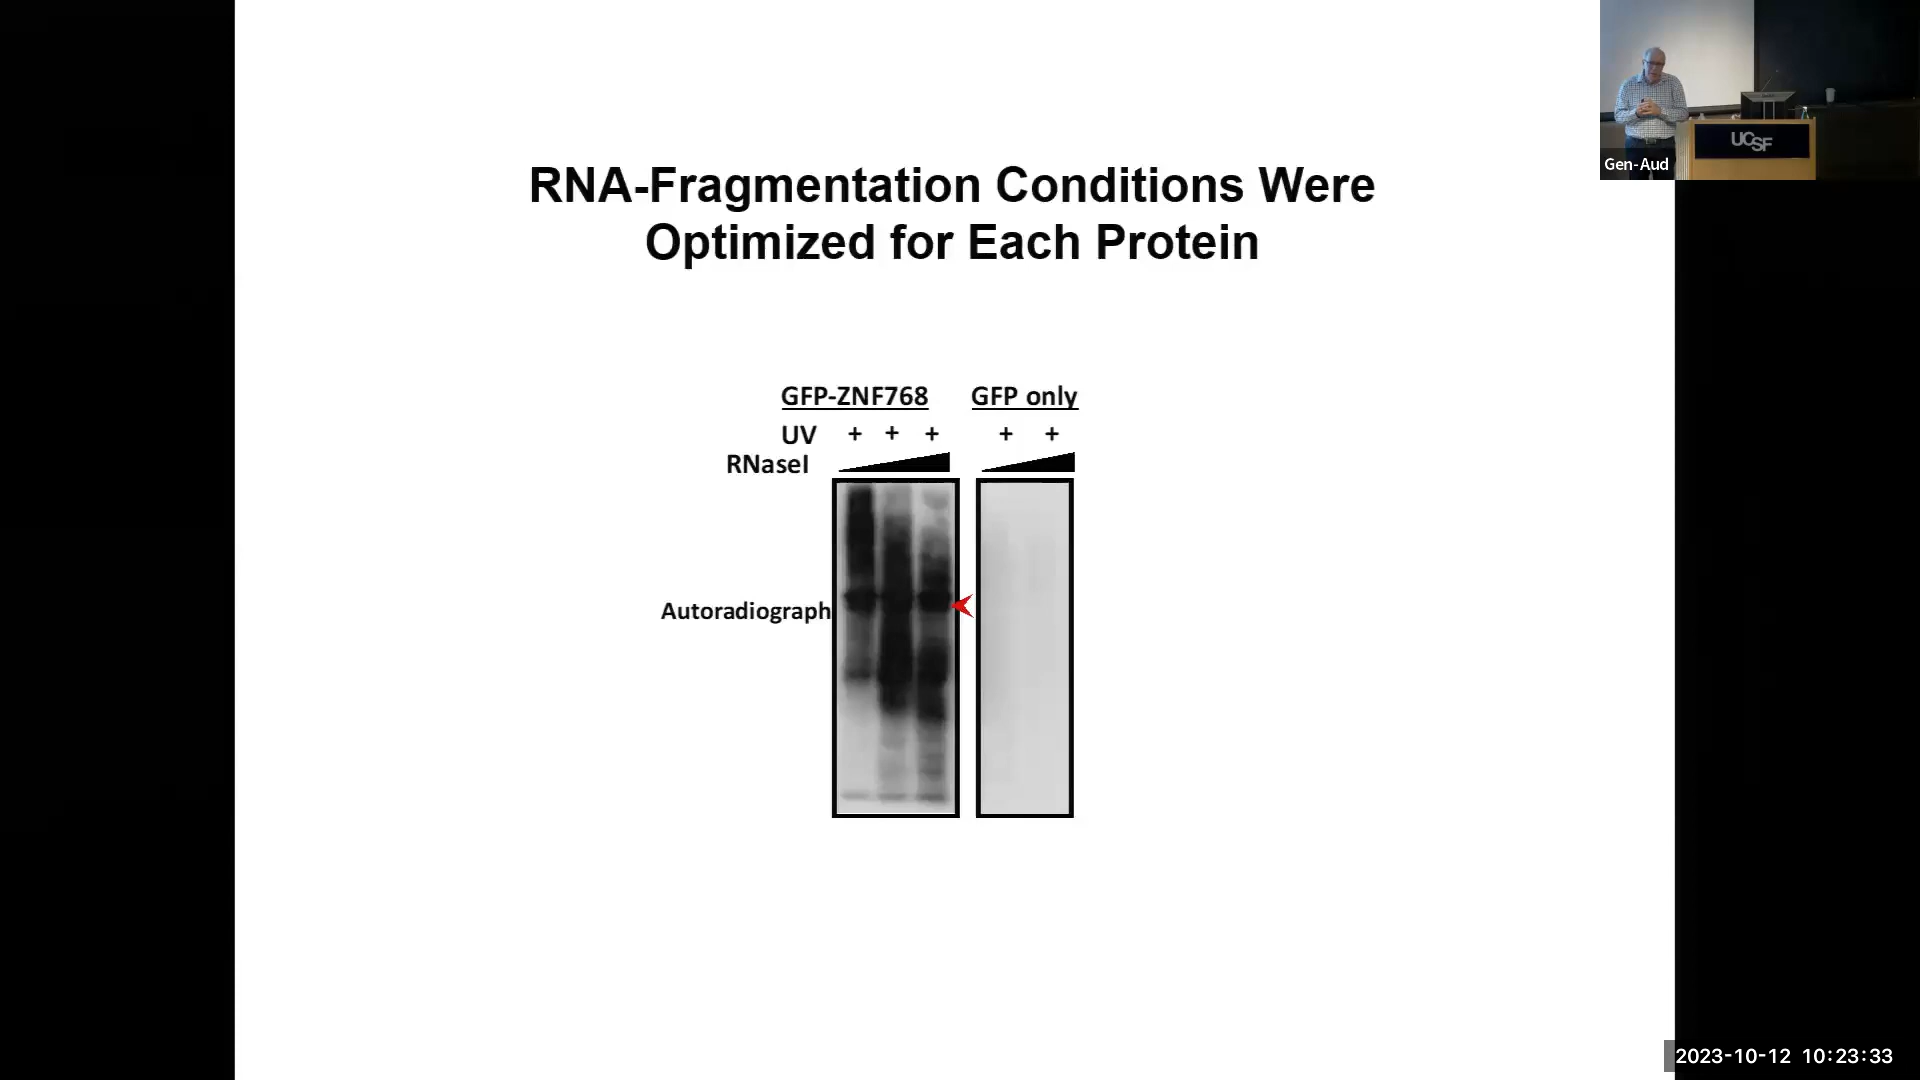 RNA-Fragmentation Conditions Were
Optimized for Each Protein
GFP-ZNF768 GFP only
UV + + + + +
RNaseI
Autoradiograph
UCSF
Gen-Aud
2023-10-12 10:23:33